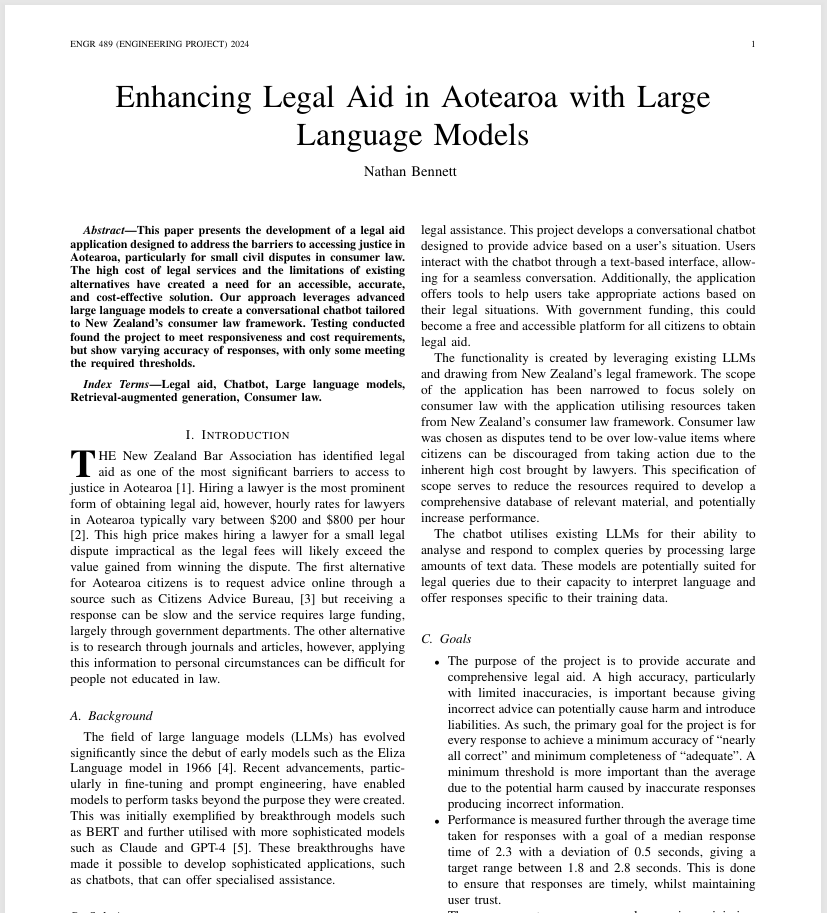 ENGR 489 (ENGINEERING PROJECT) 2024
1
Enhancing Legal Aid in Aotearoa with Large
Language Models
Nathan Bennett
Abstract—This paper presents the development of a legal aid
application designed to address the barriers to accessing justice in
Aotearoa, particularly for small civil disputes in consumer law.
The high cost of legal services and the limitations of existing
alternatives have created a need for an accessible, accurate,
and cost-effective solution. Our approach leverages advanced
large language models to create a conversational chatbot tailored
to New Zealand's consumer law framework. Testing conducted
found the project to meet responsiveness and cost requirements,
but show varying accuracy of responses, with only some meeting
the required thresholds.
Index Terms—Legal aid, Chatbot, Large language models,
Retrieval-augmented generation, Consumer law.
I. INTRODUCTION
THE New Zealand Bar Association has identified legal
aid as one of the most significant barriers to access to
justice in Aotearoa [1]. Hiring a lawyer is the most prominent
form of obtaining legal aid, however, hourly rates for lawyers
in Aotearoa typically vary between $200 and $800 per hour
[2]. This high price makes hiring a lawyer for a small legal
dispute impractical as the legal fees will likely exceed the
value gained from winning the dispute. The first alternative
for Aotearoa citizens is to request advice online through a
source such as Citizens Advice Bureau, [3] but receiving a
response can be slow and the service requires large funding,
largely through government departments. The other alternative
is to research through journals and articles, however, applying
this information to personal circumstances can be difficult for
people not educated in law.
A. Background
The field of large language models (LLMs) has evolved
significantly since the debut of early models such as the Eliza
Language model in 1966 [4]. Recent advancements, partic-
ularly in fine-tuning and prompt engineering, have enabled
models to perform tasks beyond the purpose they were created.
This was initially exemplified by breakthrough models such
as BERT and further utilised with more sophisticated models
such as Claude and GPT-4 [5]. These breakthroughs have
made it possible to develop sophisticated applications, such
as chatbots, that can offer specialised assistance.
legal assistance. This project develops a conversational chatbot
designed to provide advice based on a user's situation. Users
interact with the chatbot through a text-based interface, allow-
ing for a seamless conversation. Additionally, the application
offers tools to help users take appropriate actions based on
their legal situations. With government funding, this could
become a free and accessible platform for all citizens to obtain
legal aid.
The functionality is created by leveraging existing LLMs
and drawing from New Zealand's legal framework. The scope
of the application has been narrowed to focus solely on
consumer law with the application utilising resources taken
from New Zealand's consumer law framework. Consumer law
was chosen as disputes tend to be over low-value items where
citizens can be discouraged from taking action due to the
inherent high cost brought by lawyers. This specification of
scope serves to reduce the resources required to develop a
comprehensive database of relevant material, and potentially
increase performance.
The chatbot utilises existing LLMs for their ability to
analyse and respond to complex queries by processing large
amounts of text data. These models are potentially suited for
legal queries due to their capacity to interpret language and
offer responses specific to their training data.
C. Goals
• The purpose of the project is to provide accurate and
comprehensive legal aid. A high accuracy, particularly
with limited inaccuracies, is important because giving
incorrect advice can potentially cause harm and introduce
liabilities. As such, the primary goal for the project is for
every response to achieve a minimum accuracy of “nearly
all correct” and minimum completeness of “adequate”. A
minimum threshold is more important than the average
due to the potential harm caused by inaccurate responses
producing incorrect information.
• Performance is measured further through the average time
taken for responses with a goal of a median response
time of 2.3 with a deviation of 0.5 seconds, giving a
target range between 1.8 and 2.8 seconds. This is done
to ensure that responses are timely, whilst maintaining
user trust.